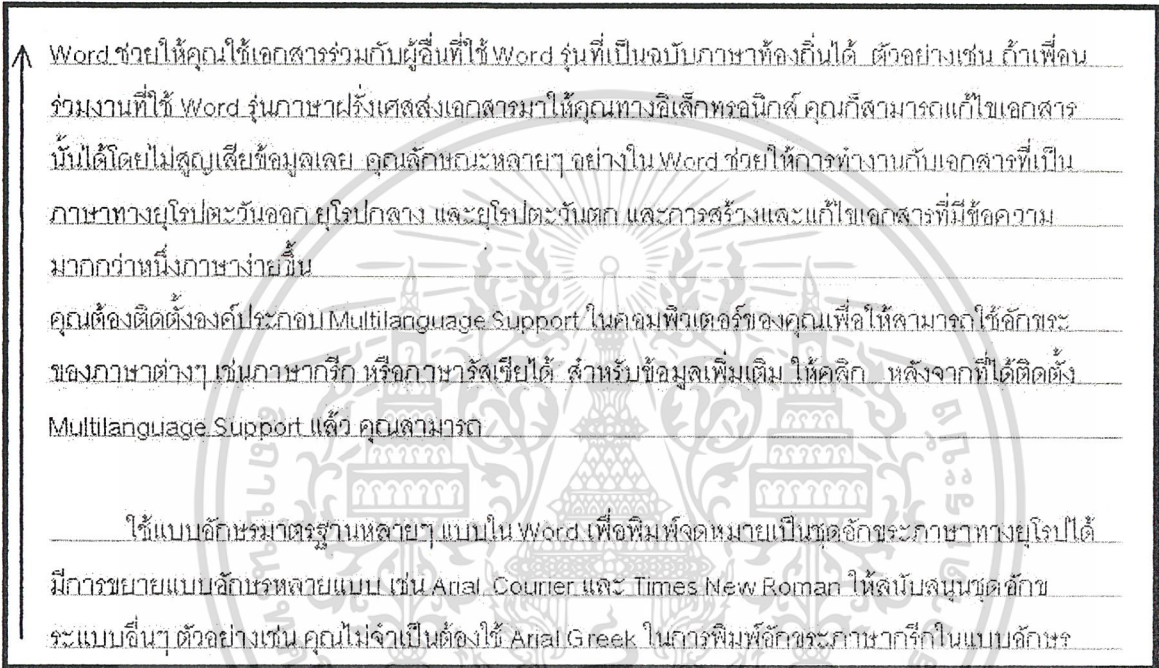 Word ช่วยให้คุณใช้เอกสารร่วมกับผู้อื่นที่ใช้ Word รุ่นที่เป็นฉบับภาษาท้องถิ่นได้ ตัวอย่างเช่น ถ้าเพื่อน
ร่วมงานที่ใช้ Word รุ่นภาษาฝรั่งเศสส่งเอกสารมาให้คุณทางอิเล็กทรอนิกส์ คุณก็สามารถแก้ไขเอกสาร
นั้นได้โดยไม่สูญเสียข้อมูลเลย คุณลักษณะหลายๆ อย่างใน Word ช่วยให้การทำงานกับเอกสารที่เป็น
ภาษาทางยุโรปตะวันออก ยุโรปกลาง และยุโรปตะวันตก และการสร้างและแก้ไขเอกสารที่มีข้อความ
มากกว่าหนึ่งภาษาง่ายขึ้น
คุณต้องติดตั้งองค์ประกอบ Multilanguage Support ในคอมพิวเตอร์ของคุณเพื่อให้สามารถใช้อักขระ
ของภาษาต่างๆ เช่นภาษากรีก หรือภาษารัสเซียได้ สำหรับข้อมูลเพิ่มเติม ให้คลิก หลังจากที่ได้ติดตั้ง
Multilanguage Support แล้ว คุณสามารถ
ใช้แบบอักษรมาตรฐานหลายๆ แบบใน Word เพื่อพิมพ์จดหมายเป็นชุดอักขระภาษาทางยุโรปได้
มีการขยายแบบอักษรหลายแบบ เช่น Arial, Courier และ Times New Roman ให้สนับสนุนชุดอักข
ระแบบอื่นๆ ตัวอย่างเช่น คุณไม่จำเป็นต้องใช้ Arial Greek ในการพิมพ์อักขระภาษากรีกในแบบอักษร